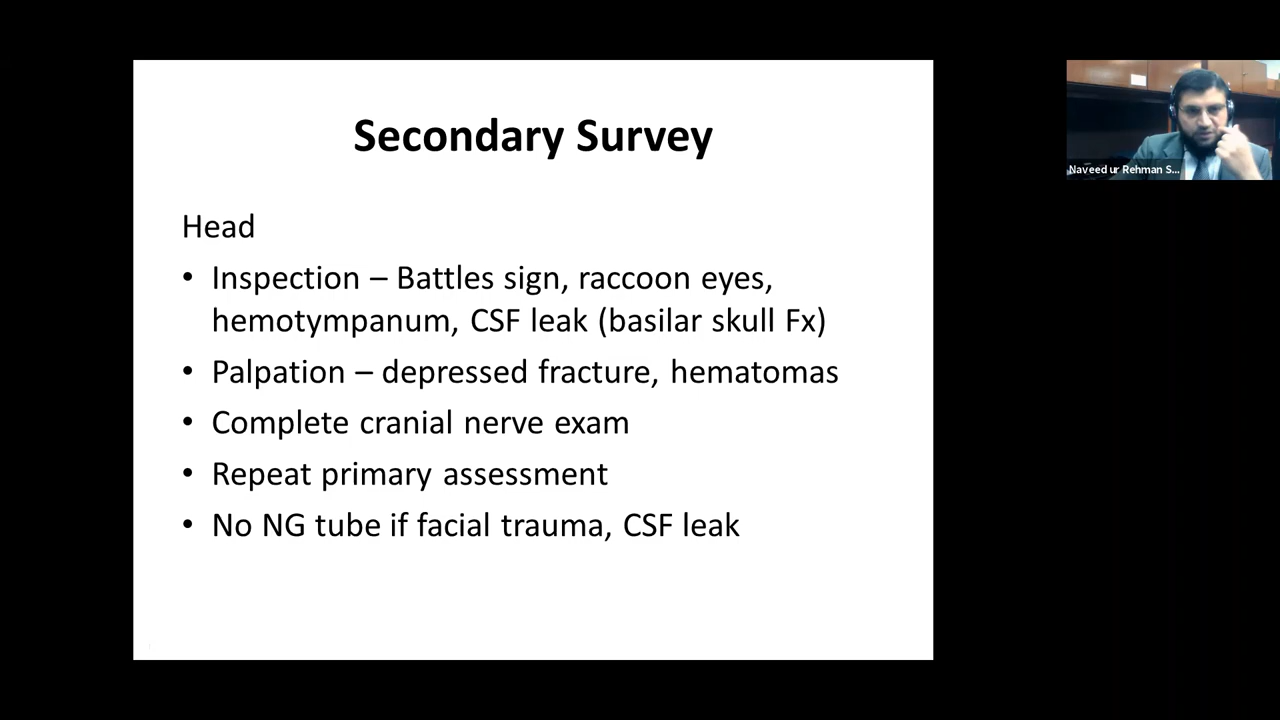 Secondary Survey
Head
• Inspection – Battles sign, raccoon eyes,
hemotympanum, CSF leak (basilar skull Fx)
• Palpation – depressed fracture, hematomas
• Complete cranial nerve exam
• Repeat primary assessment
• No NG tube if facial trauma, CSF leak
Naveed ur Rehman S...